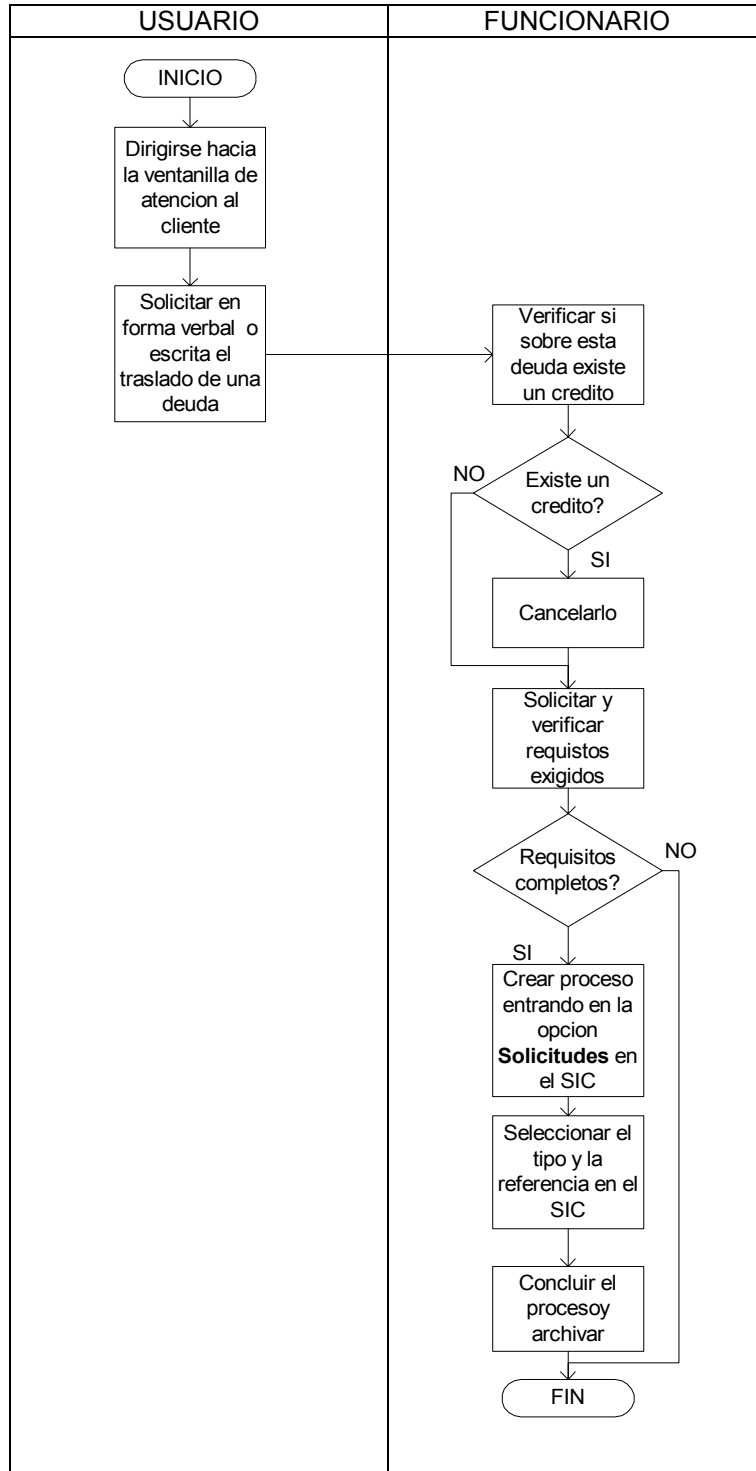 USUARIO
FUNCIONARIO
INICIO
Dirigirse hacia
la ventanilla de
atencion al
cliente
Solicitar en
forma verbal o
escrita el
traslado de una
deuda
Verificar si
sobre esta
deuda existe
un credito
NO
Existe un
credito?
SI
Cancelarlo
Solicitar y
verificar
requistos
exigidos
Requisitos
completos?
NO
SI
Crear proceso
entrando en la
opcion
Solicitudes en
el SIC
Seleccionar el
tipo y la
referencia en el
SIC
Concluir el
procesoy
archivar
FIN